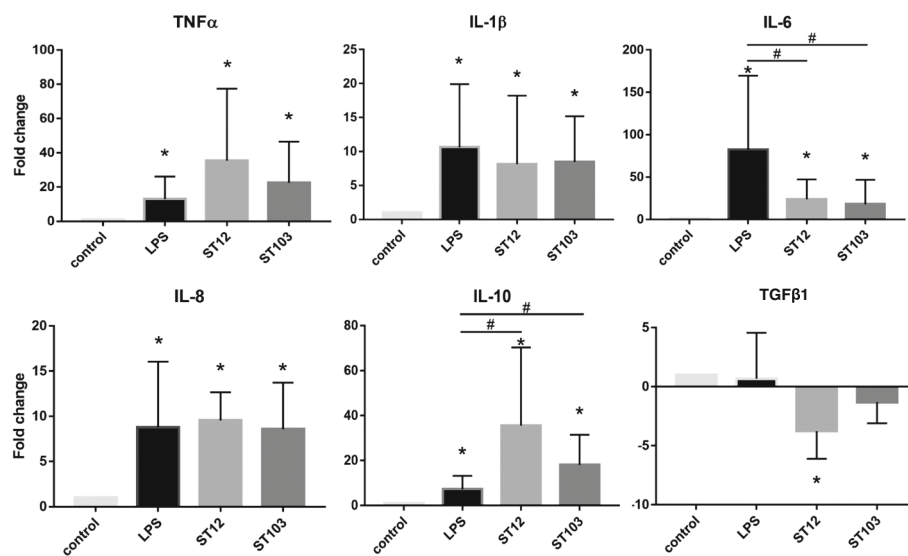 TNFα
Fold change
100
80
60
40
20
0
*
*
*
control
LPS
ST12
ST103
IL-1β
25
20
15
10
5
0
*
*
*
control
LPS
ST12
ST103
IL-6
200
150
100
50
0
#
#
*
*
*
control
LPS
ST12
ST103
IL-8
Fold change
20
15
10
5
0
*
*
*
control
LPS
ST12
ST103
IL-10
80
60
40
20
0
#
#
*
*
*
control
LPS
ST12
ST103
TGFβ1
5
0
-5
-10
*
control
LPS
ST12
ST103